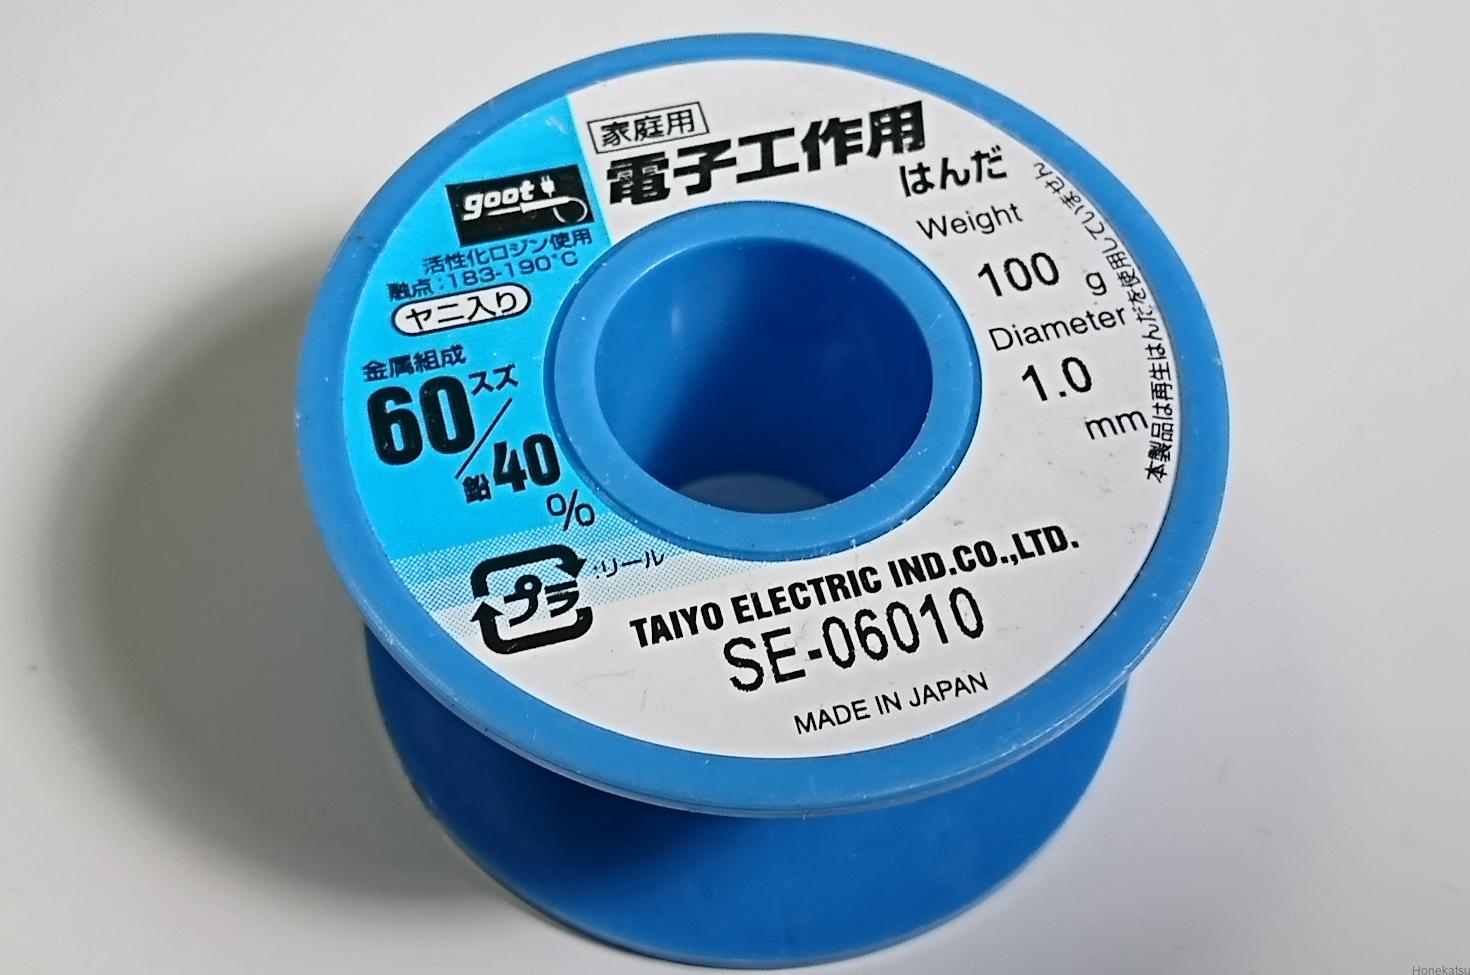 家庭用
電子工作用
はんだ
goot
活性化ロジン使用
融点:183-190°C
ヤニ入り
金属組成
60スズ/鉛40%
プラ :リール
Weight
100 g
Diameter
1.0 mm
本製品は再生はんだを使用していません
TAIYO ELECTRIC IND.CO.,LTD.
SE-06010
MADE IN JAPAN
Honekatsu